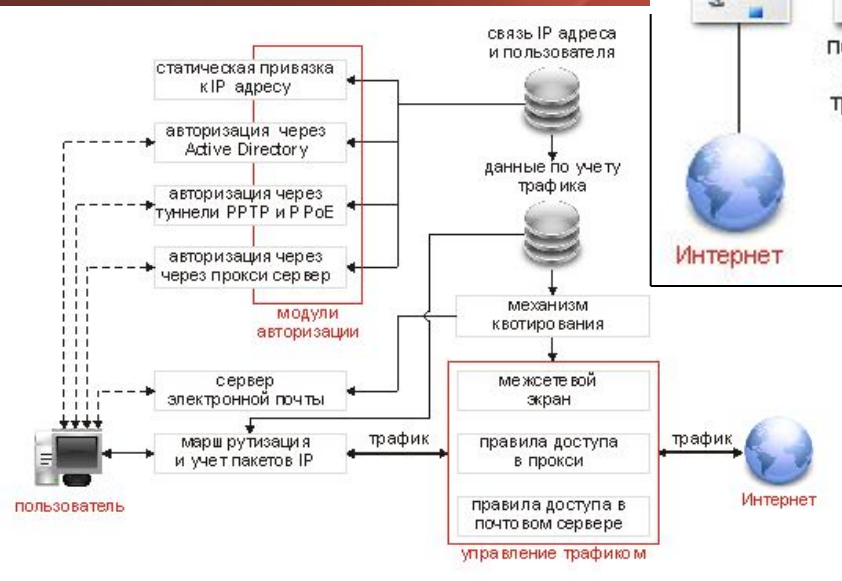 связь IP адреса
и пользователя
статическая привязка
к IP адресу
авторизация через
Active Directory
авторизация через
туннели PPTP и PPoE
авторизация через
через прокси сервер
модули
авторизации
данные по учету
трафика
механизм
квотирования
сервер
электронной почты
маршрутизация
и учет пакетов IP
трафик
межсетевой
экран
правила доступа
в прокси
правила доступа в
почтовом сервере
управление трафиком
трафик
пользователь
Интернет
Интернет